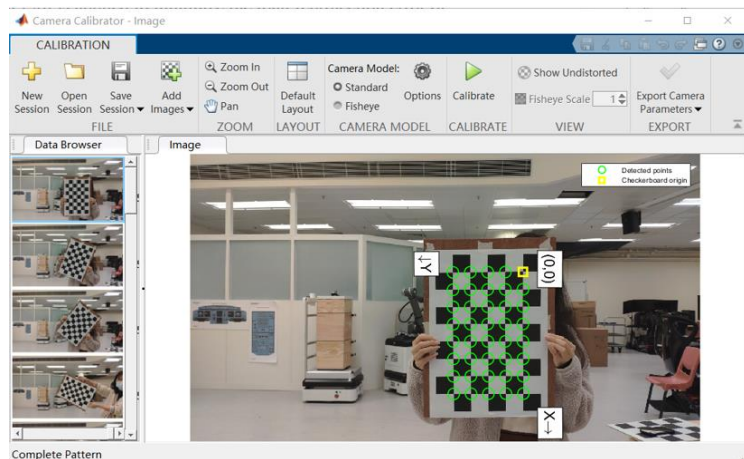 Camera Calibrator - Image
CALIBRATION
New Session
Open Session
Save Session
Add Images
FILE
Zoom In
Zoom Out
Pan
ZOOM
Default Layout
LAYOUT
Camera Model:
Standard
Fisheye
Options
CAMERA MODEL
Calibrate
CALIBRATE
Show Undistorted
Fisheye Scale 1
VIEW
Export Camera Parameters
EXPORT
Data Browser
Image
Detected points
Checkerboard origin
↓Y
(0,0)
X→
Complete Pattern